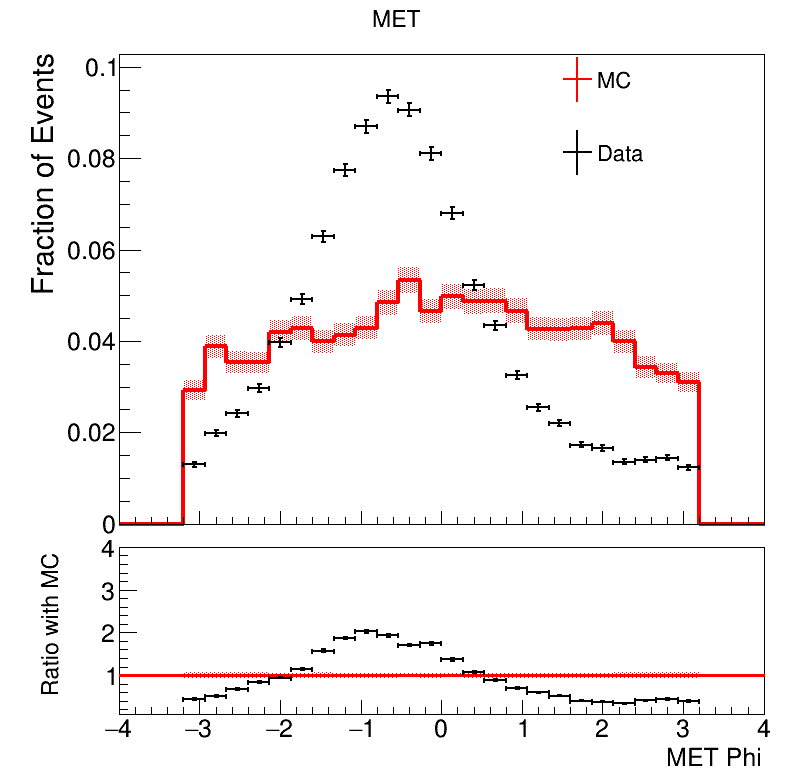 MET
Fraction of Events
0.1
0.08
0.06
0.04
0.02
0
MC
Data
Ratio with MC
4
3
2
1
−4 −3 −2 −1 0 1 2 3 4
MET Phi